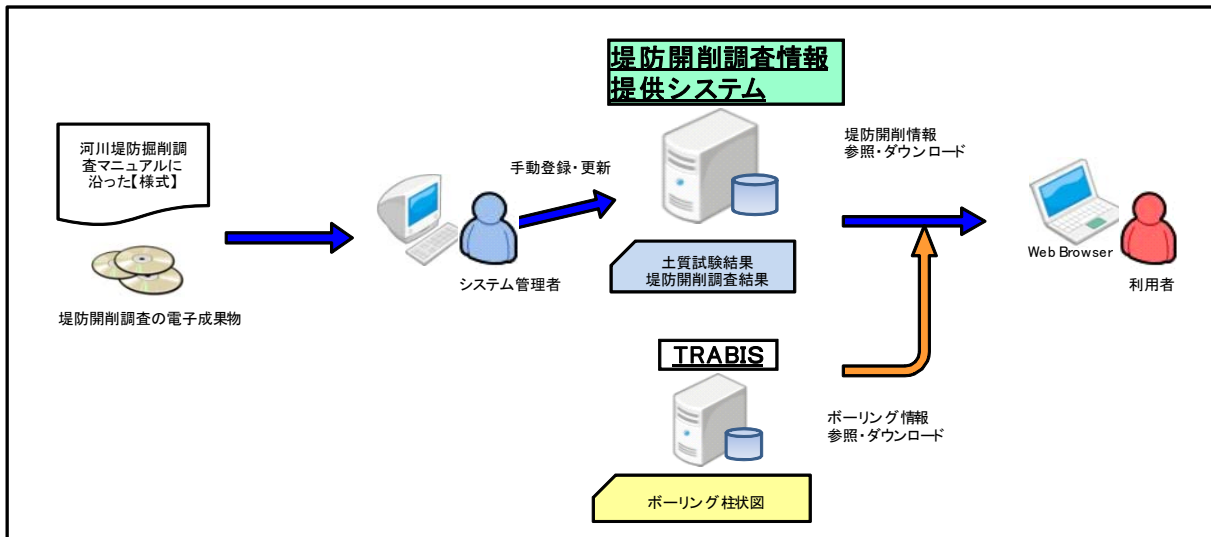 堤防開削調査情報
提供システム
河川堤防掘削調
査マニュアルに
沿った【様式】
堤防開削調査の電子成果物
手動登録・更新
システム管理者
土質試験結果
堤防開削調査結果
堤防開削情報
参照・ダウンロード
Web Browser
利用者
TRABIS
ボーリング情報
参照・ダウンロード
ボーリング柱状図